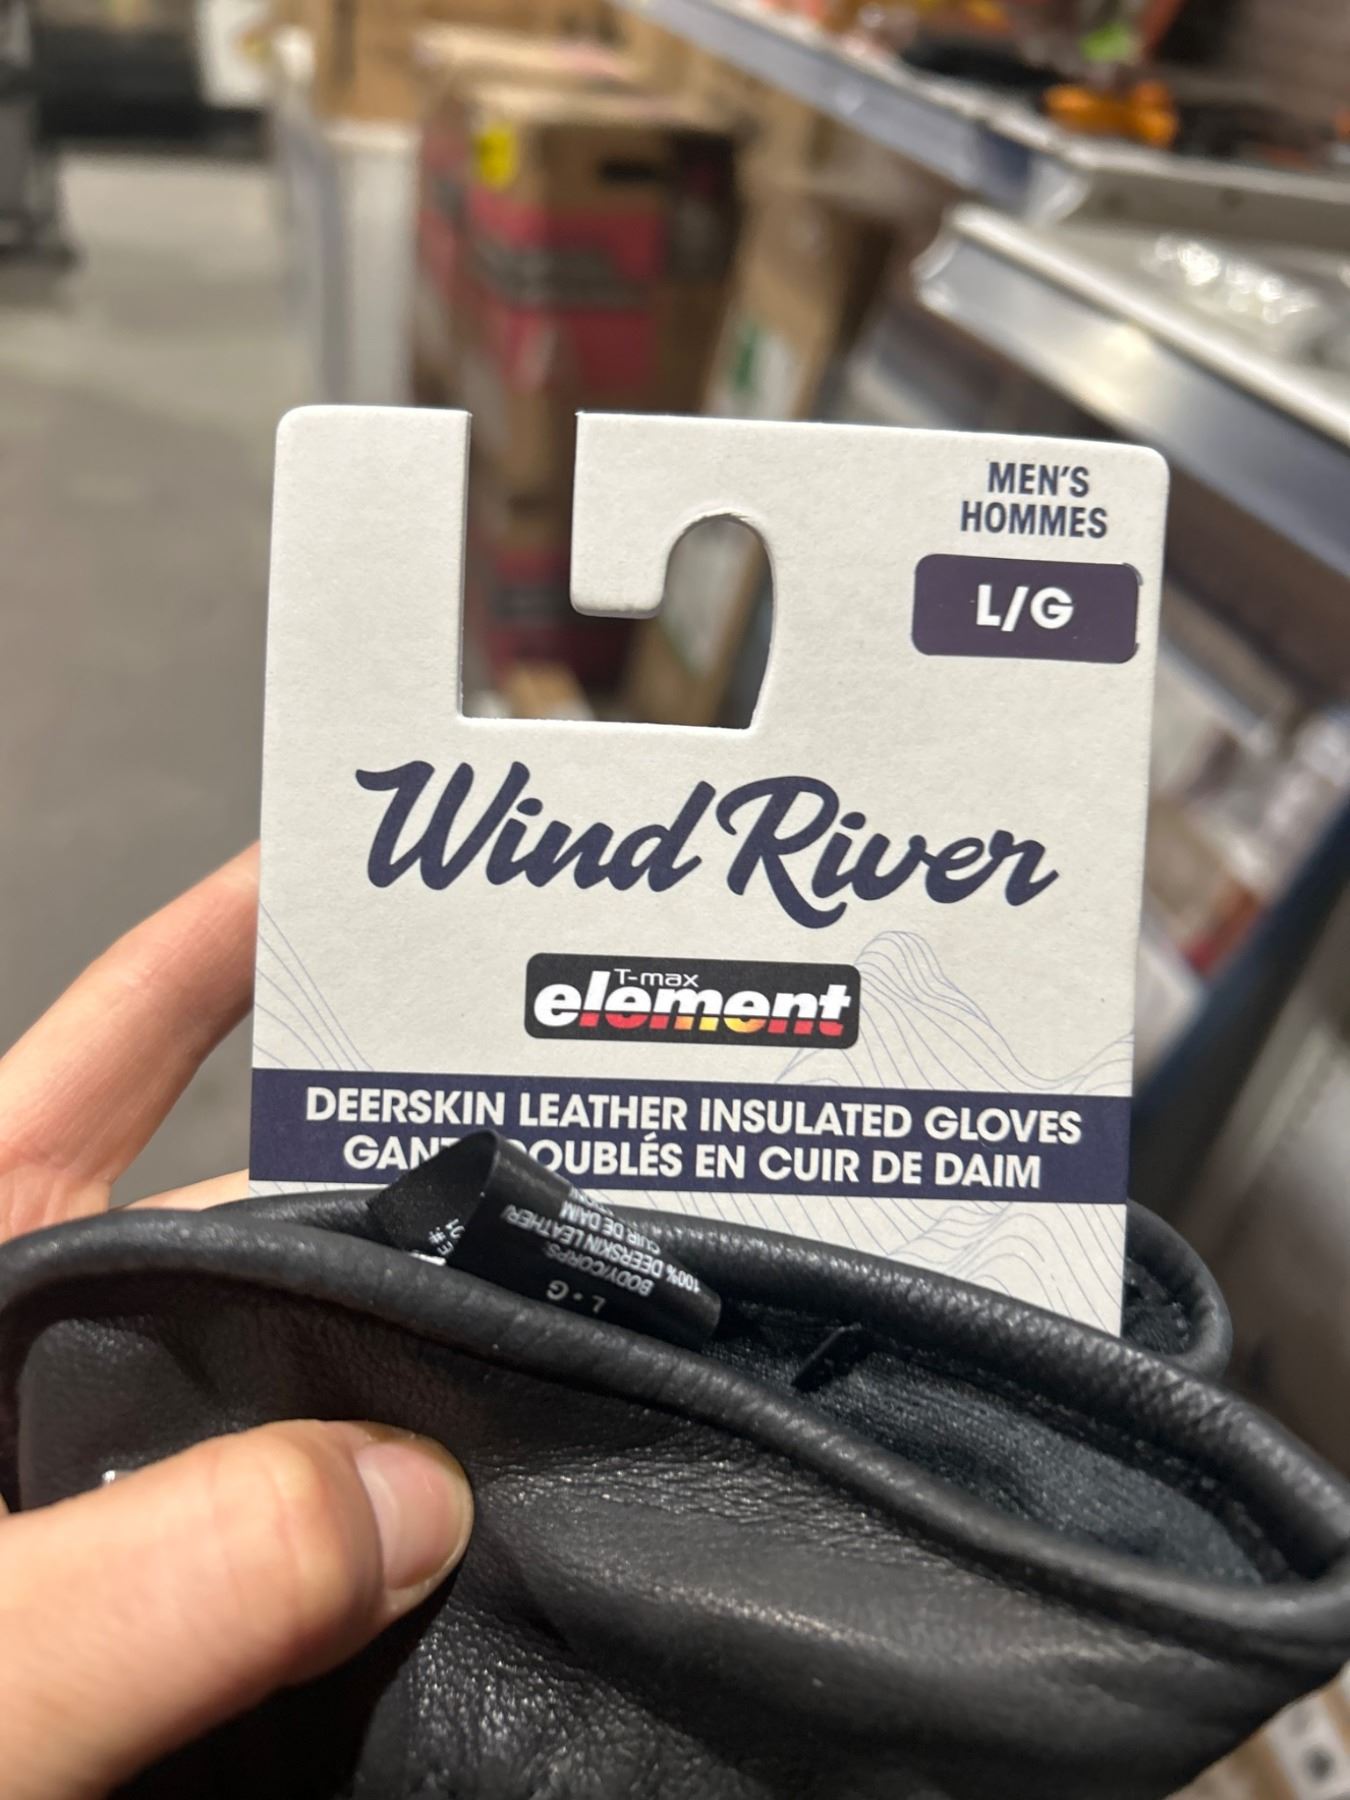 MEN'S
HOMMES
L/G
Wind River
T-max
element
DEERSKIN LEATHER INSULATED GLOVES
DOUBLÉS EN CUIR DE DAIM
L • G
BODY/CORPS:
100% DEERSKIN LEATHER/
CUIR DE DAIM